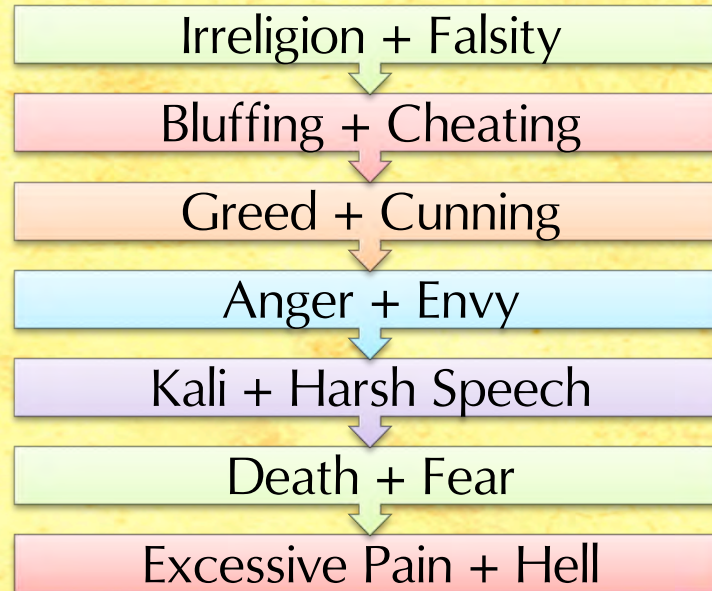 Irreligion + Falsity
Bluffing + Cheating
Greed + Cunning
Anger + Envy
Kali + Harsh Speech
Death + Fear
Excessive Pain + Hell